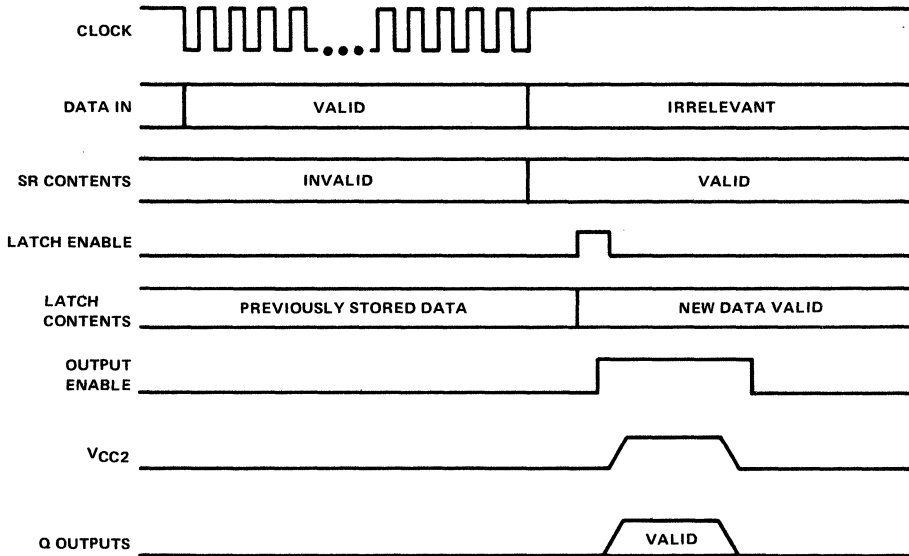 CLOCK
DATA IN
VALID
IRRELEVANT
SR CONTENTS
INVALID
VALID
LATCH ENABLE
LATCH
CONTENTS
PREVIOUSLY STORED DATA
NEW DATA VALID
OUTPUT
ENABLE
VCC2
Q OUTPUTS
VALID